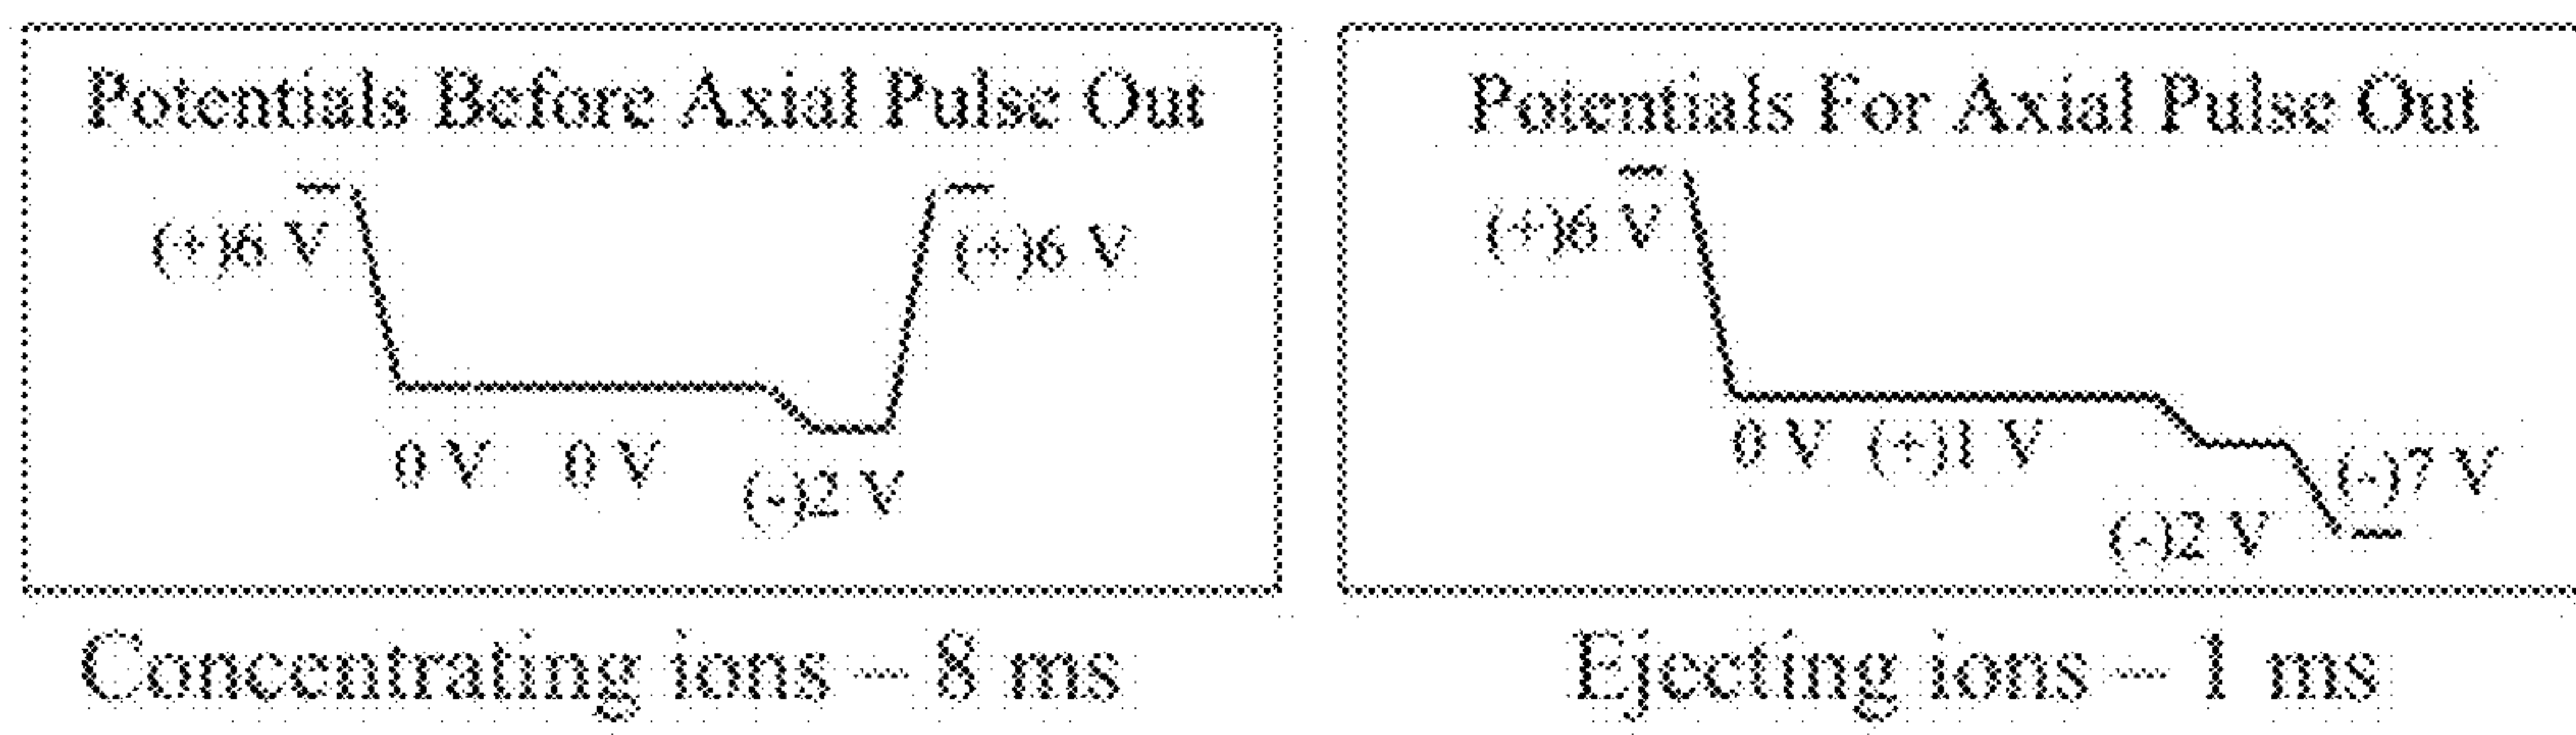 Potentials Before Axial Pulse Out
(+)6 V
(+)6 V
0 V
0 V
(-)2 V
Concentrating ions – 8 ms
Potentials For Axial Pulse Out
(+)6 V
0 V
(+)1 V
(-)2 V
(-)7 V
Ejecting ions – 1 ms